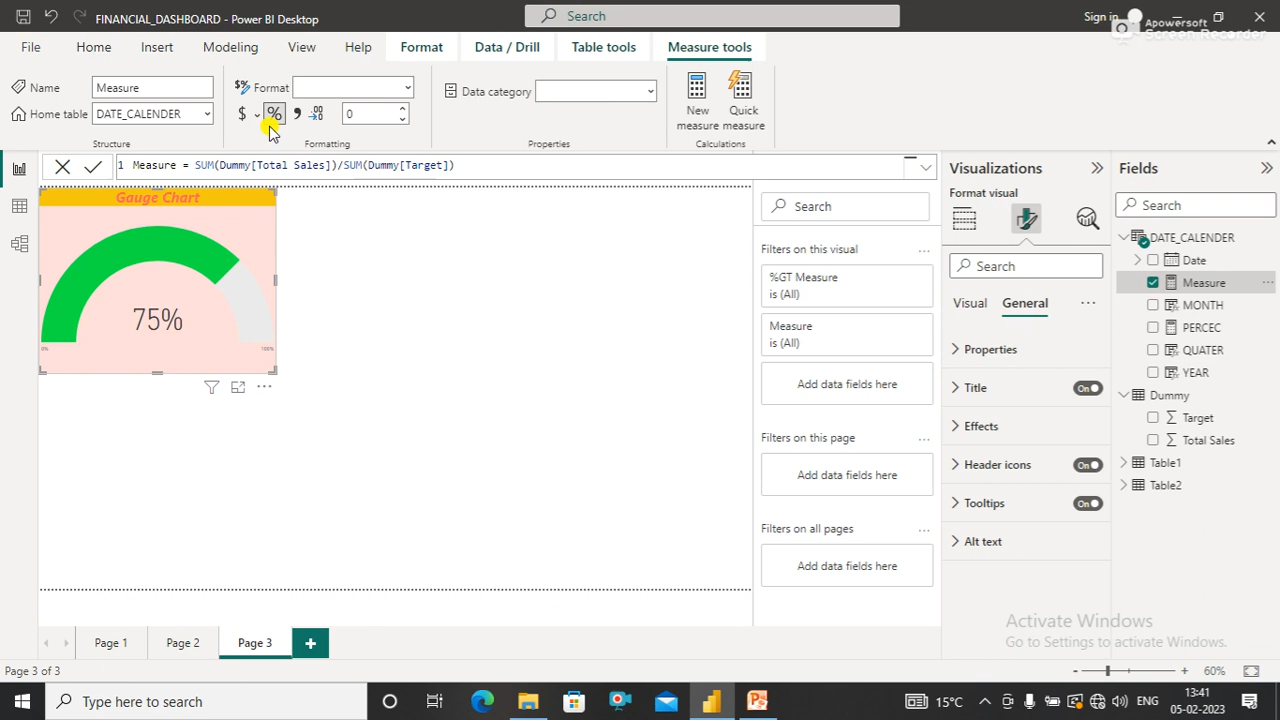 FINANCIAL_DASHBOARD - Power BI Desktop
Search
Sign in
Apowersoft
Screen Recorder
File
Home
Insert
Modeling
View
Help
Format
Data / Drill
Table tools
Measure tools
Name
Measure
Format
Data category
New measure
Quick measure
Home table
DATE_CALENDER
$
%
0
Structure
Formatting
Properties
Calculations
1 Measure = SUM(Dummy[Total Sales])/SUM(Dummy[Target])
Gauge Chart
75%
0%
100%
Search
Filters on this visual
%GT Measure
is (All)
Measure
is (All)
Add data fields here
Filters on this page
Add data fields here
Filters on all pages
Add data fields here
Visualizations
Format visual
Search
Visual
General
Properties
Title
On
Effects
Header icons
On
Tooltips
On
Alt text
Fields
Search
DATE_CALENDER
Date
Measure
MONTH
PERCEC
QUATER
YEAR
Dummy
Target
Total Sales
Table1
Table2
Activate Windows
Go to Settings to activate Windows.
Page 1
Page 2
Page 3
Page 3 of 3
60%
Type here to search
15°C
ENG
13:41
05-02-2023